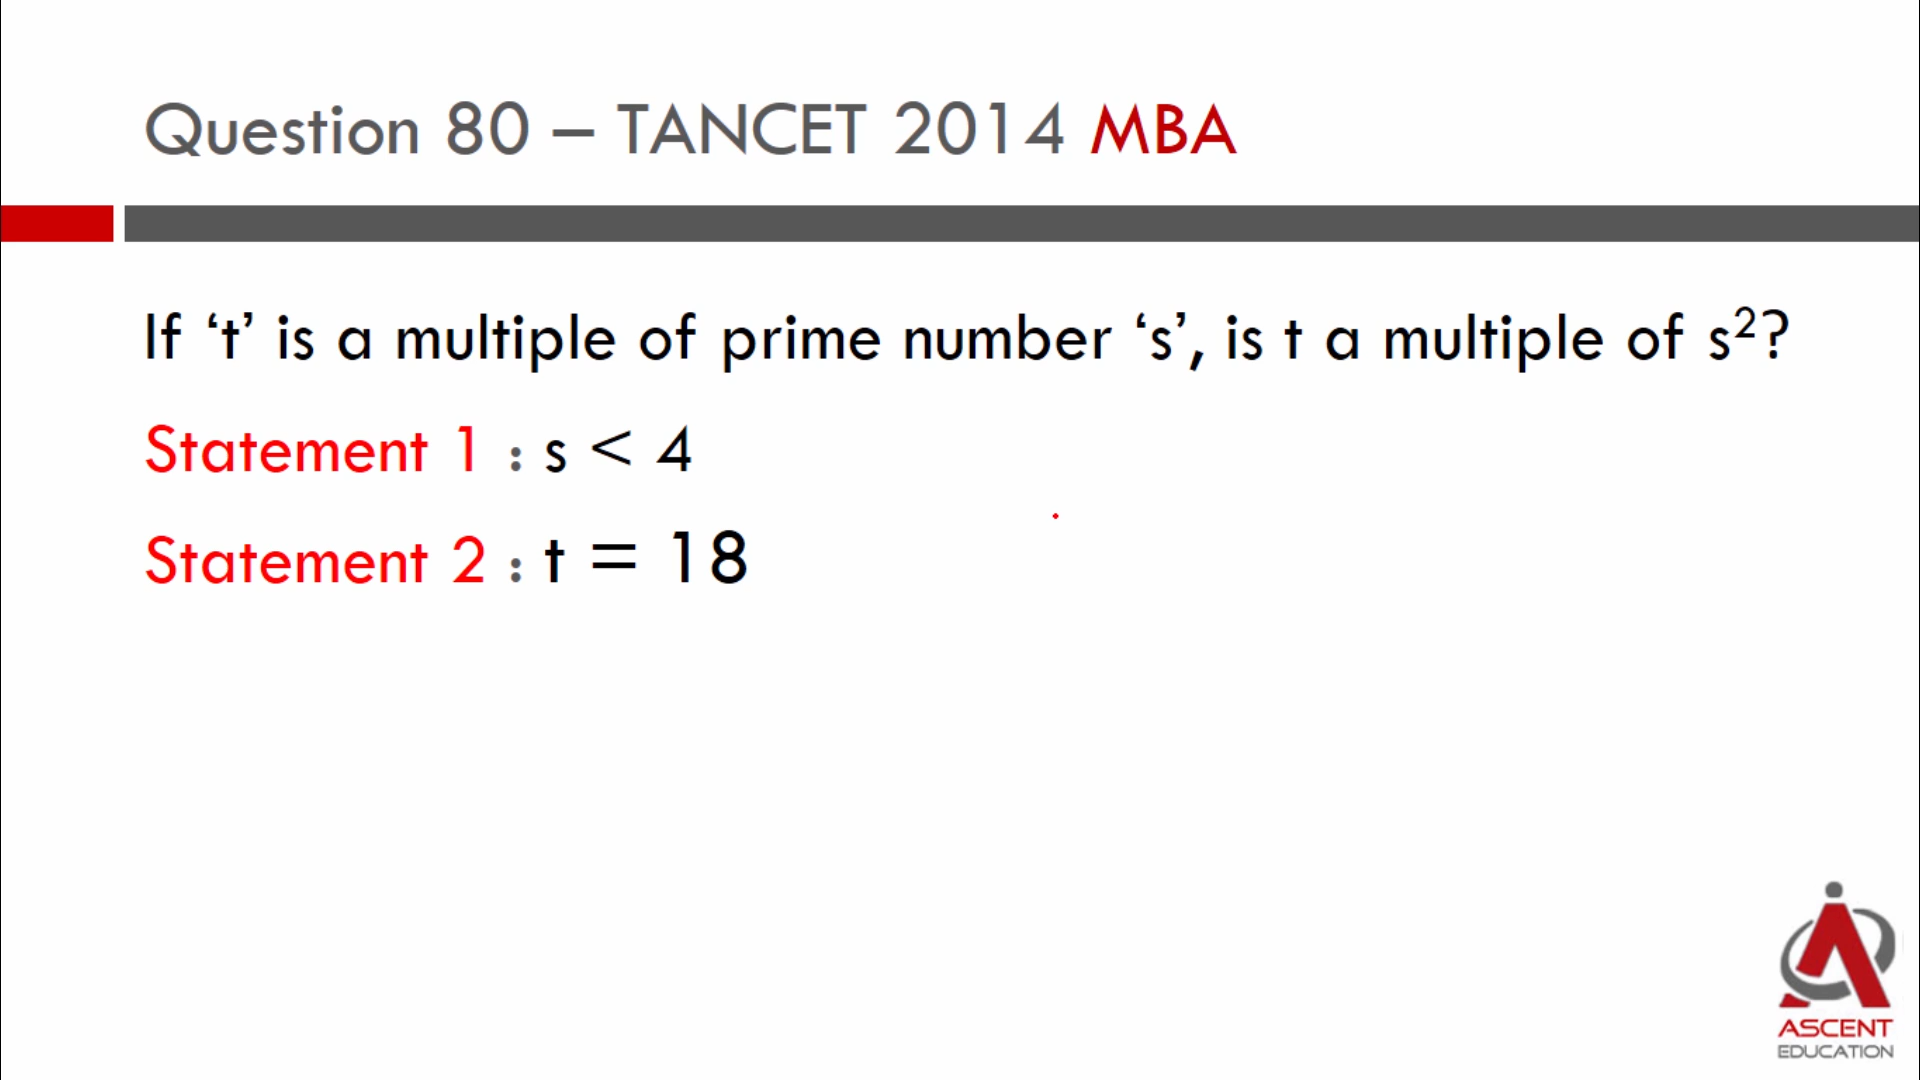 Question 80 – TANCET 2014 MBA
If ‘t’ is a multiple of prime number ‘s’, is t a multiple of s²?
Statement 1 : s < 4
Statement 2 : t = 18
ASCENT
EDUCATION